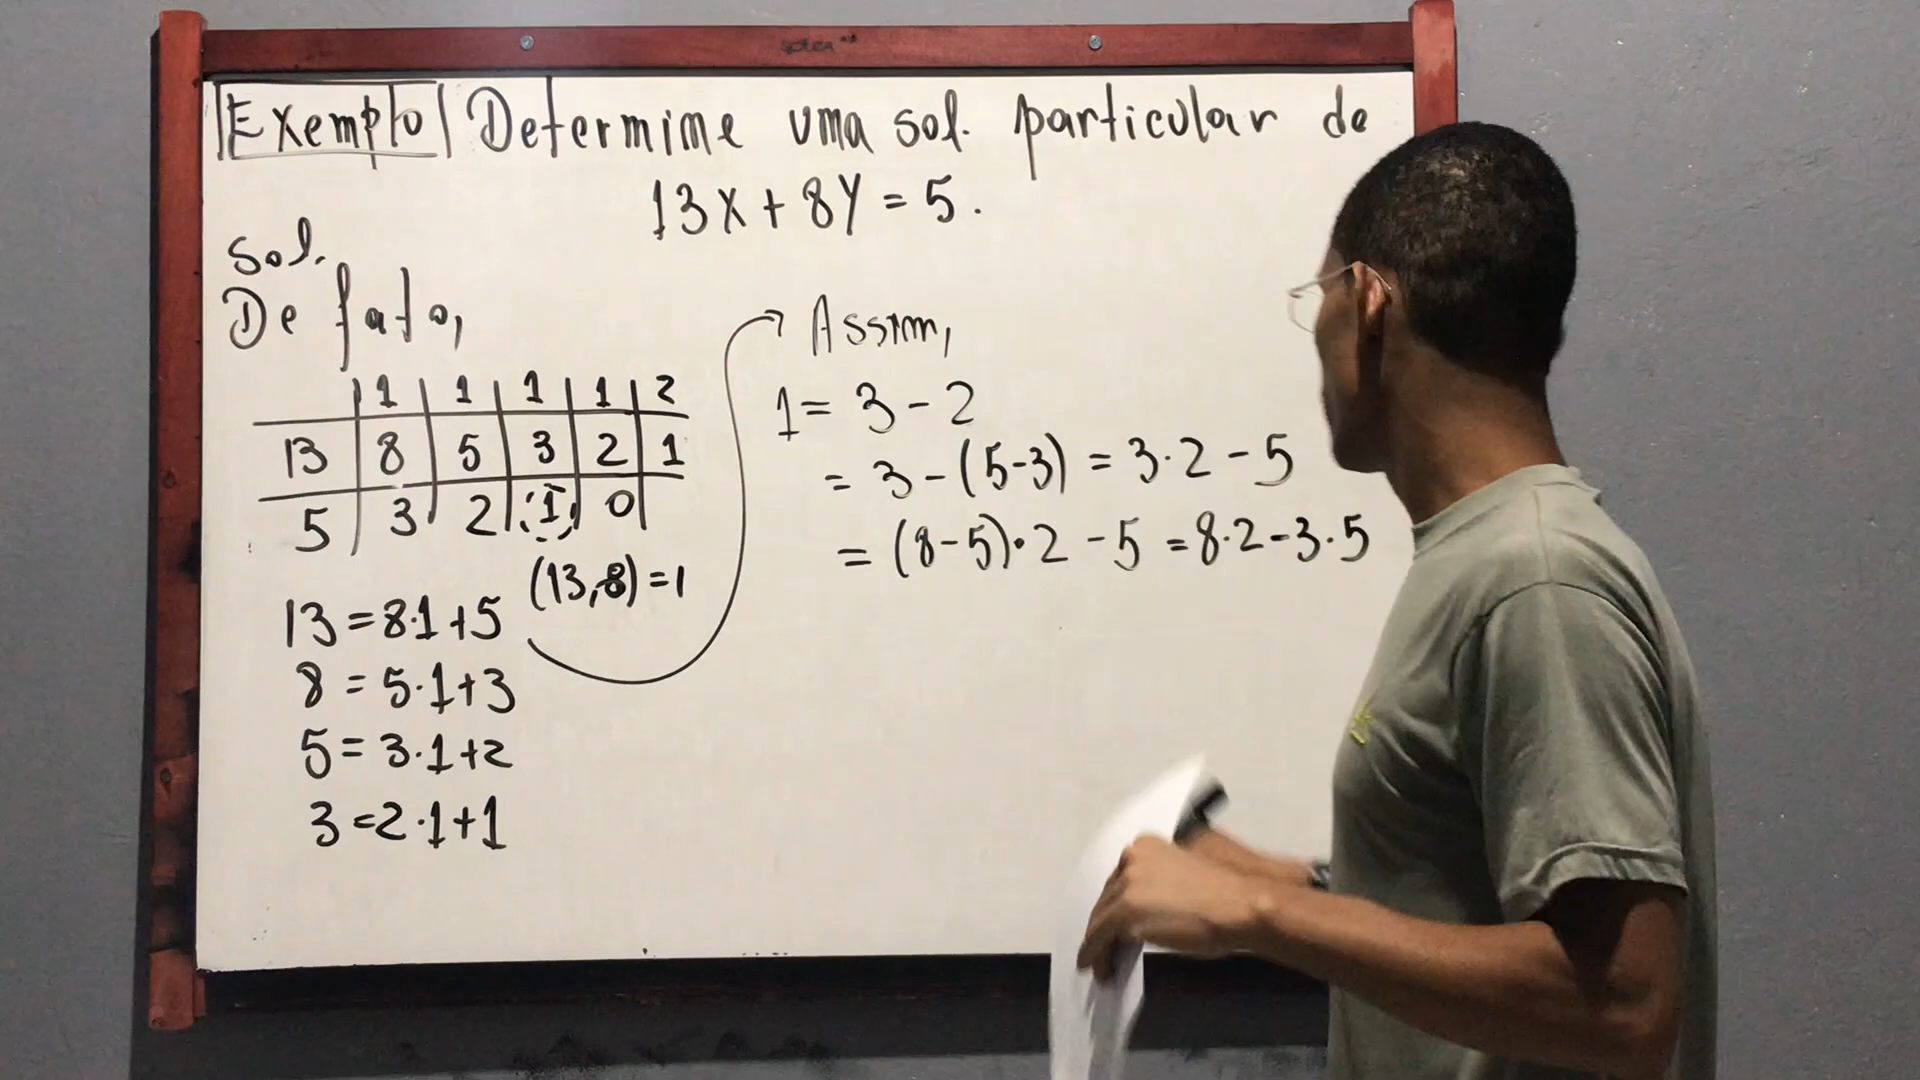 Exemplo Determine uma sol. particular de
13X + 8Y = 5.
Sol.
De fato,
1 1 1 1 2
13 8 5 3 2 1
5 3 2 1 0
(13,8)=1
13=8·1+5
8 = 5·1+3
5 = 3·1+2
3=2·1+1
Assim,
1 = 3 - 2
= 3 - (5-3) = 3·2 - 5
= (8-5)·2 - 5 = 8·2-3·5